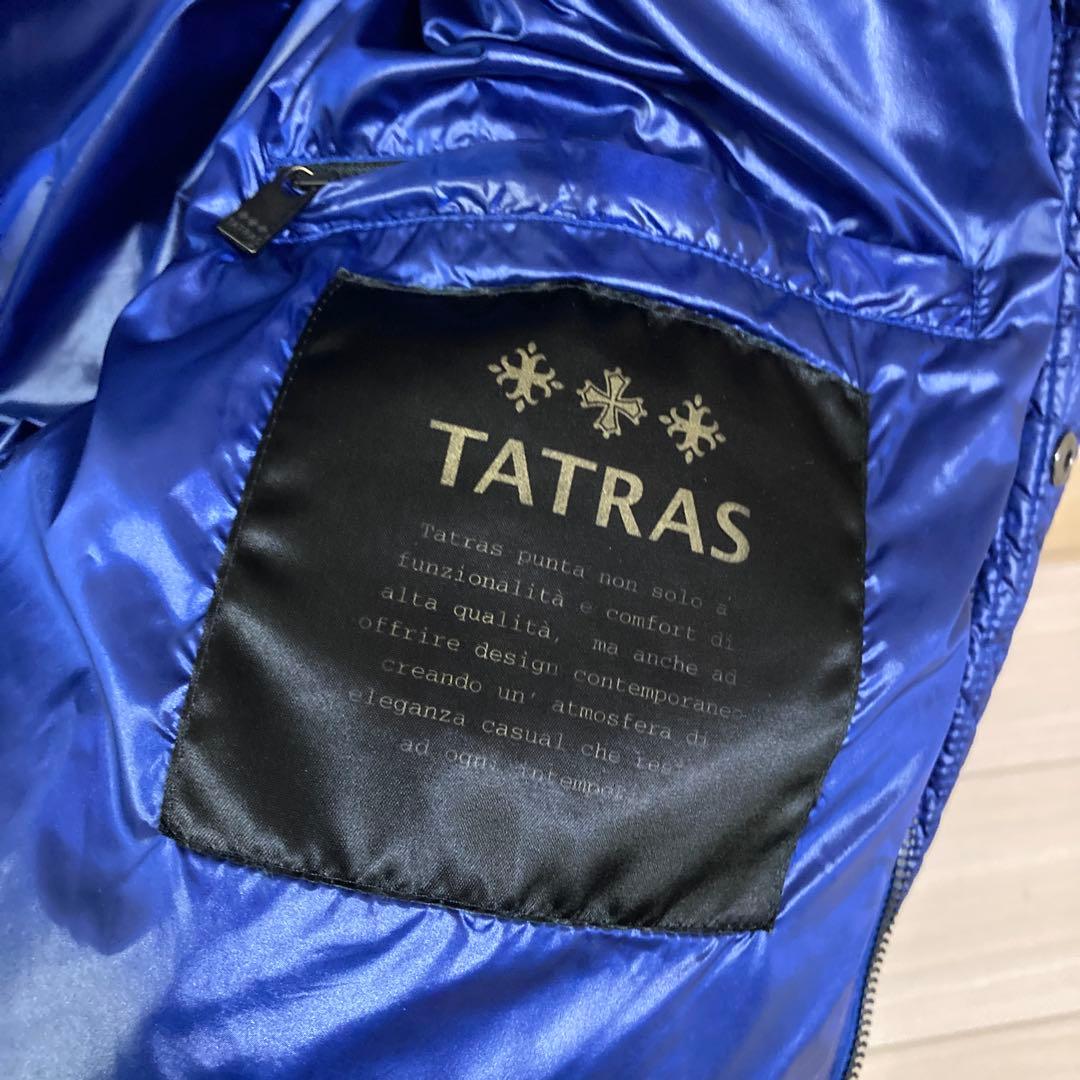 TATRAS
Tatras punta non solo a
funzionalità e comfort di
alta qualità, ma anche ad
offrire design contemporaneo
creando un' atmosfera di
eleganza casual che
ad ogni